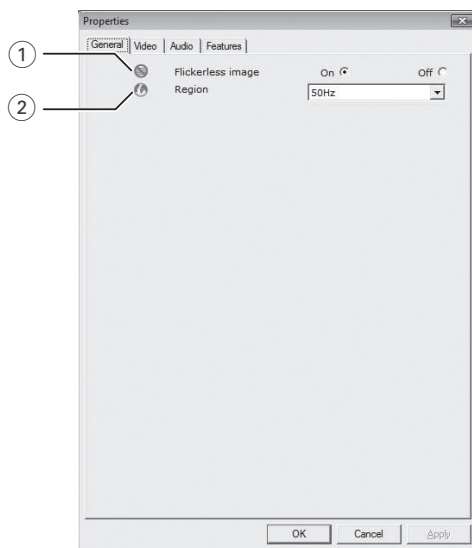 Properties
General Video Audio Features
1 Flickerless image On Off
2 Region 50Hz
OK Cancel Apply